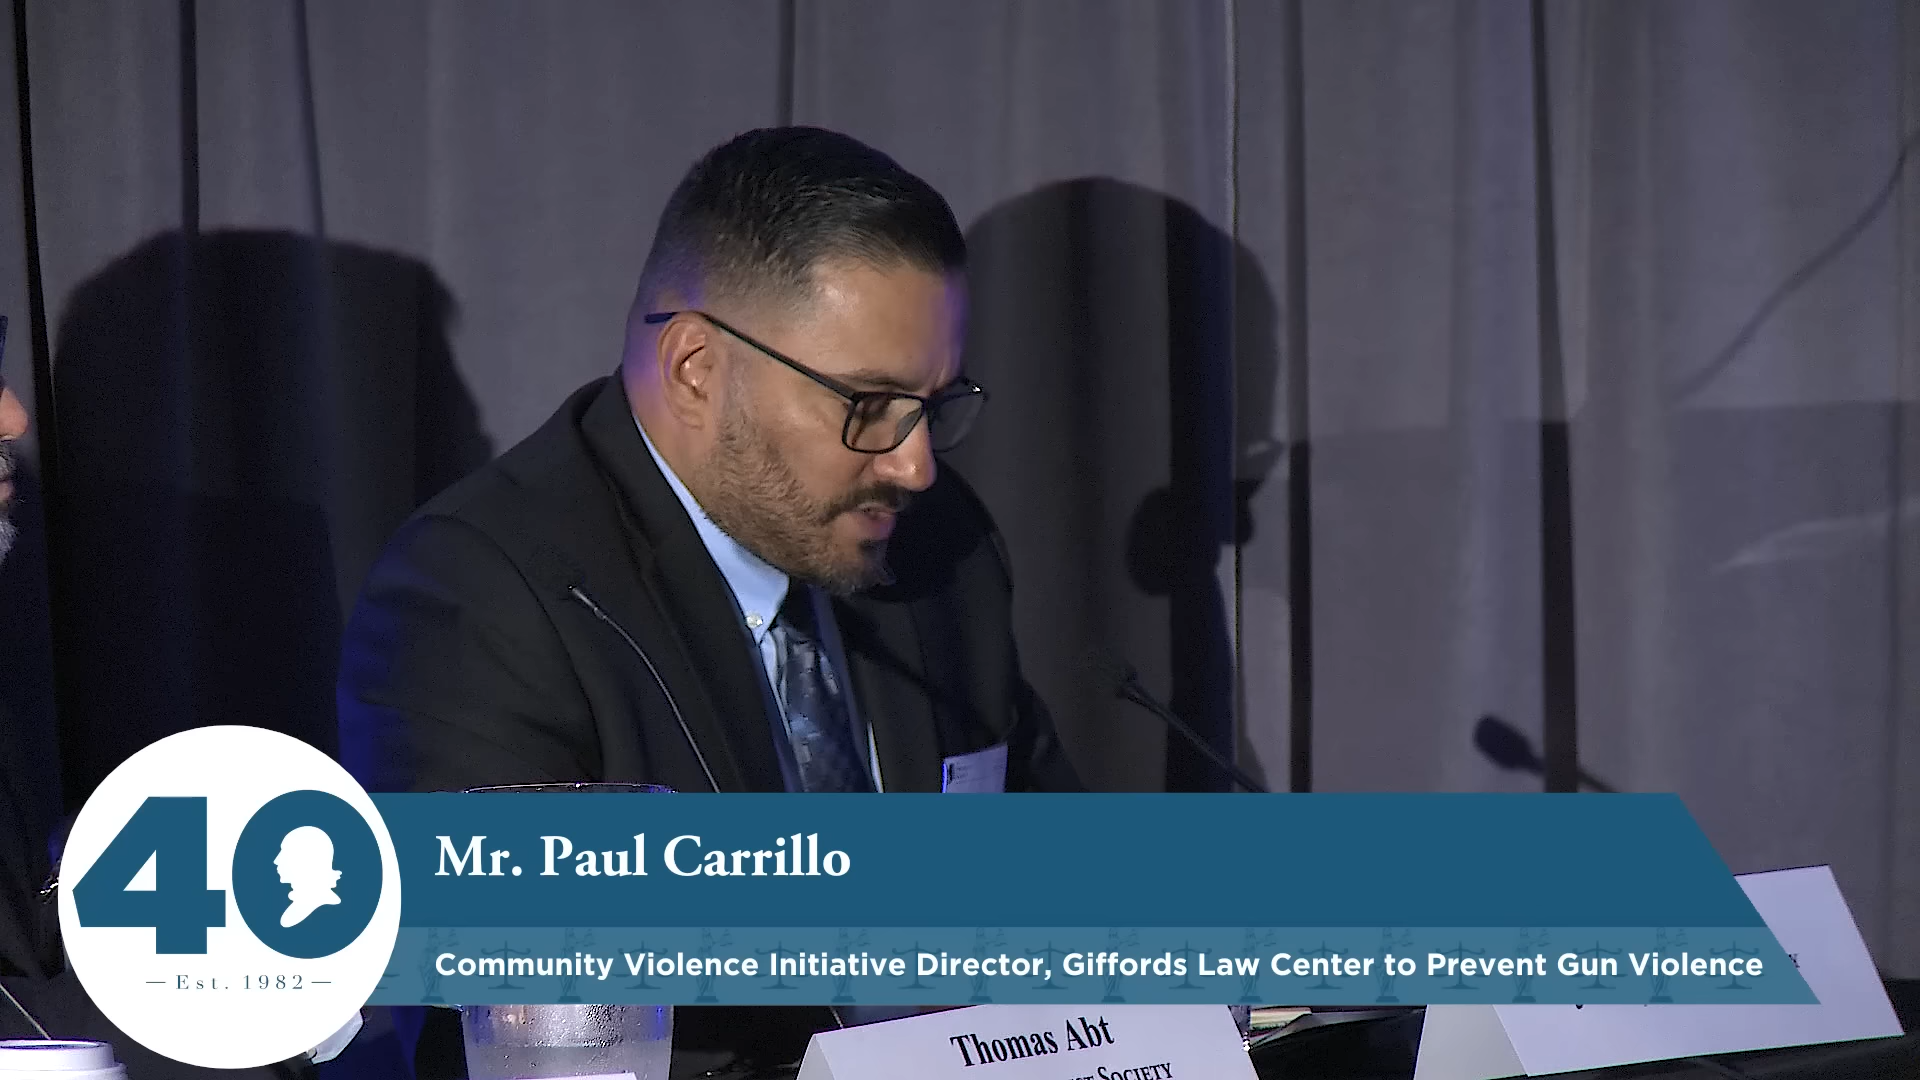 Mr. Paul Carrillo
Community Violence Initiative Director, Giffords Law Center to Prevent Gun Violence
40
— Est. 1982 —
Thomas Abt
Society